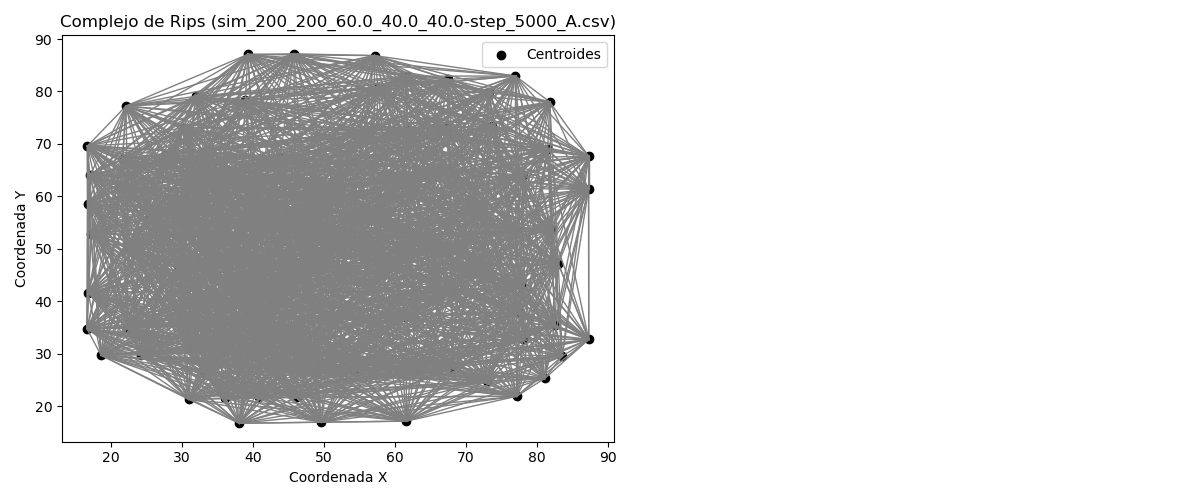 Complejo de Rips (sim_200_200_60.0_40.0_40.0-step_5000_A.csv)
Centroides
90
80
70
60
50
40
30
20
Coordenada Y
20 30 40 50 60 70 80 90
Coordenada X